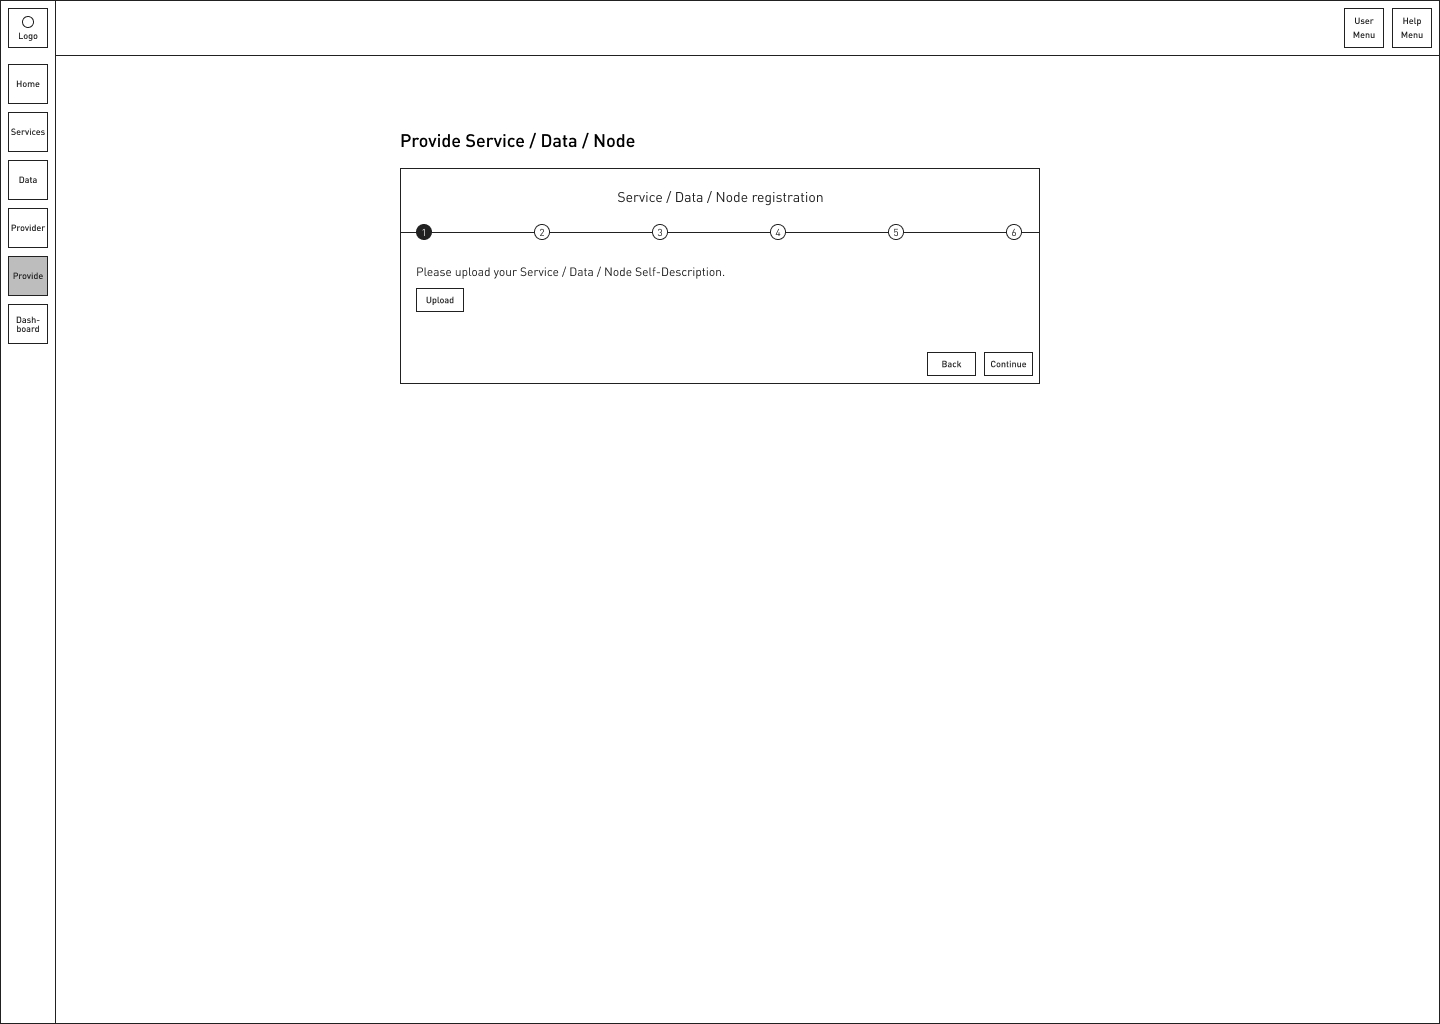 Logo
User
Menu
Help
Menu
Home
Services
Data
Provider
Provide
Dash-
board
Provide Service / Data / Node
Service / Data / Node registration
1 2 3 4 5 6
Please upload your Service / Data / Node Self-Description.
Upload
Back
Continue